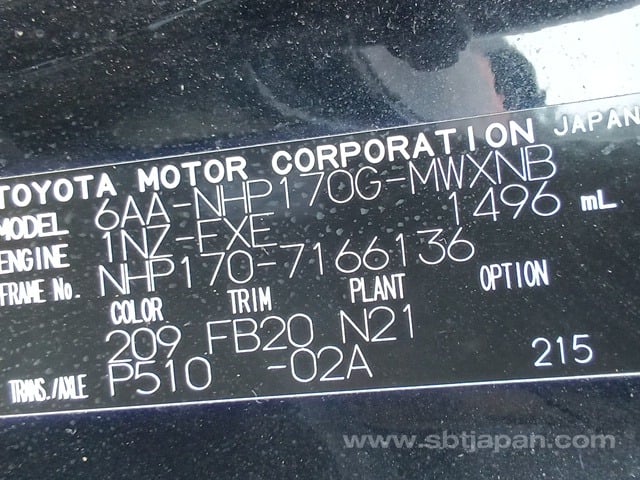 TOYOTA MOTOR CORPORATION JAPAN
MODEL 6AA-NHP170G-MWXNB
ENGINE 1NZ-FXE 1496 mL
FRAME No. NHP170-7166136
COLOR TRIM PLANT OPTION
209 FB20 N21
TRANS./AXLE P510 -02A 215
www.sbtjapan.com